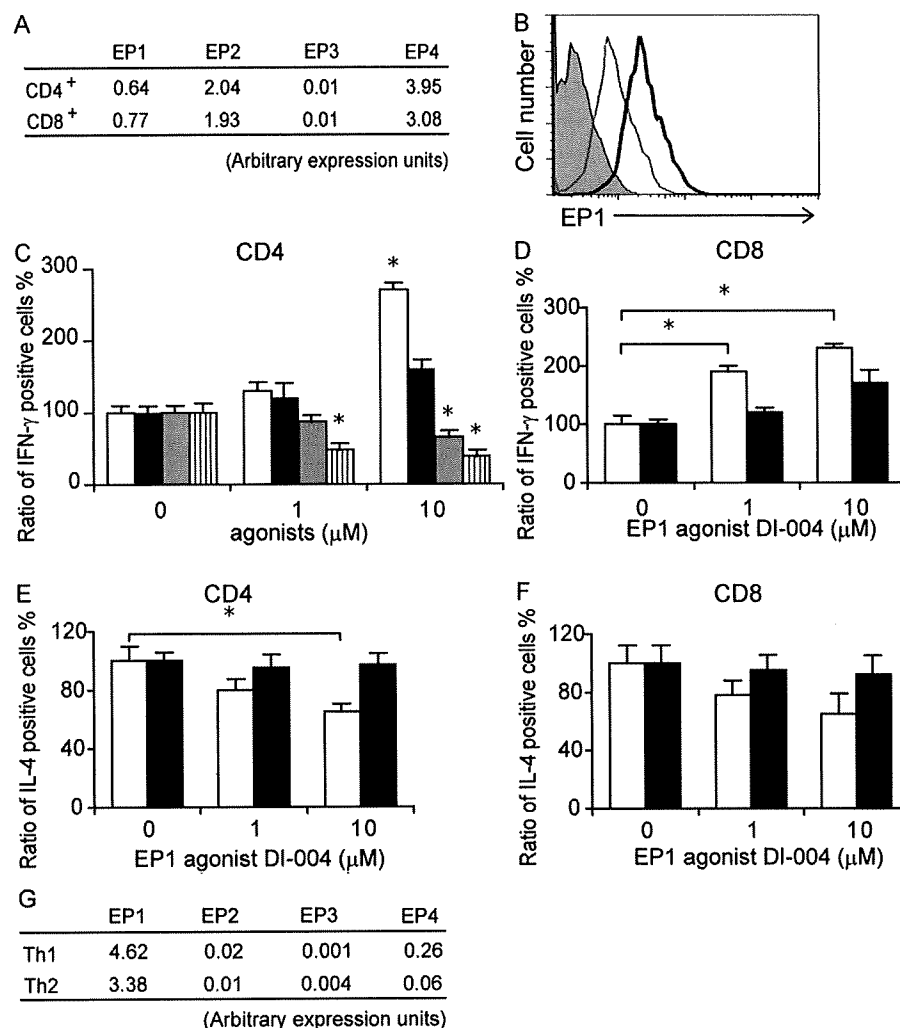 A
EP1 EP2 EP3 EP4
CD4+ 0.64 2.04 0.01 3.95
CD8+ 0.77 1.93 0.01 3.08
(Arbitrary expression units)
B
Cell number
EP1
C
CD4
Ratio of IFN-γ positive cells %
300
200
100
0
*
*
*
*
0 1 10
agonists (μM)
D
CD8
Ratio of IFN-γ positive cells %
300
200
100
0
*
*
0 1 10
EP1 agonist DI-004 (μM)
E
CD4
Ratio of IL-4 positive cells %
120
80
40
0
*
0 1 10
EP1 agonist DI-004 (μM)
F
CD8
Ratio of IL-4 positive cells %
120
80
40
0
0 1 10
EP1 agonist DI-004 (μM)
G
EP1 EP2 EP3 EP4
Th1 4.62 0.02 0.001 0.26
Th2 3.38 0.01 0.004 0.06
(Arbitrary expression units)